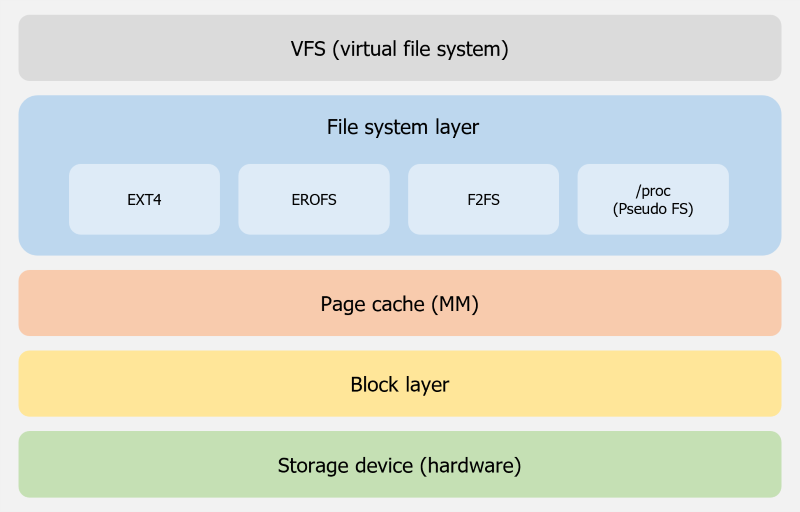 VFS (virtual file system)
File system layer
EXT4
EROFS
F2FS
/proc
(Pseudo FS)
Page cache (MM)
Block layer
Storage device (hardware)